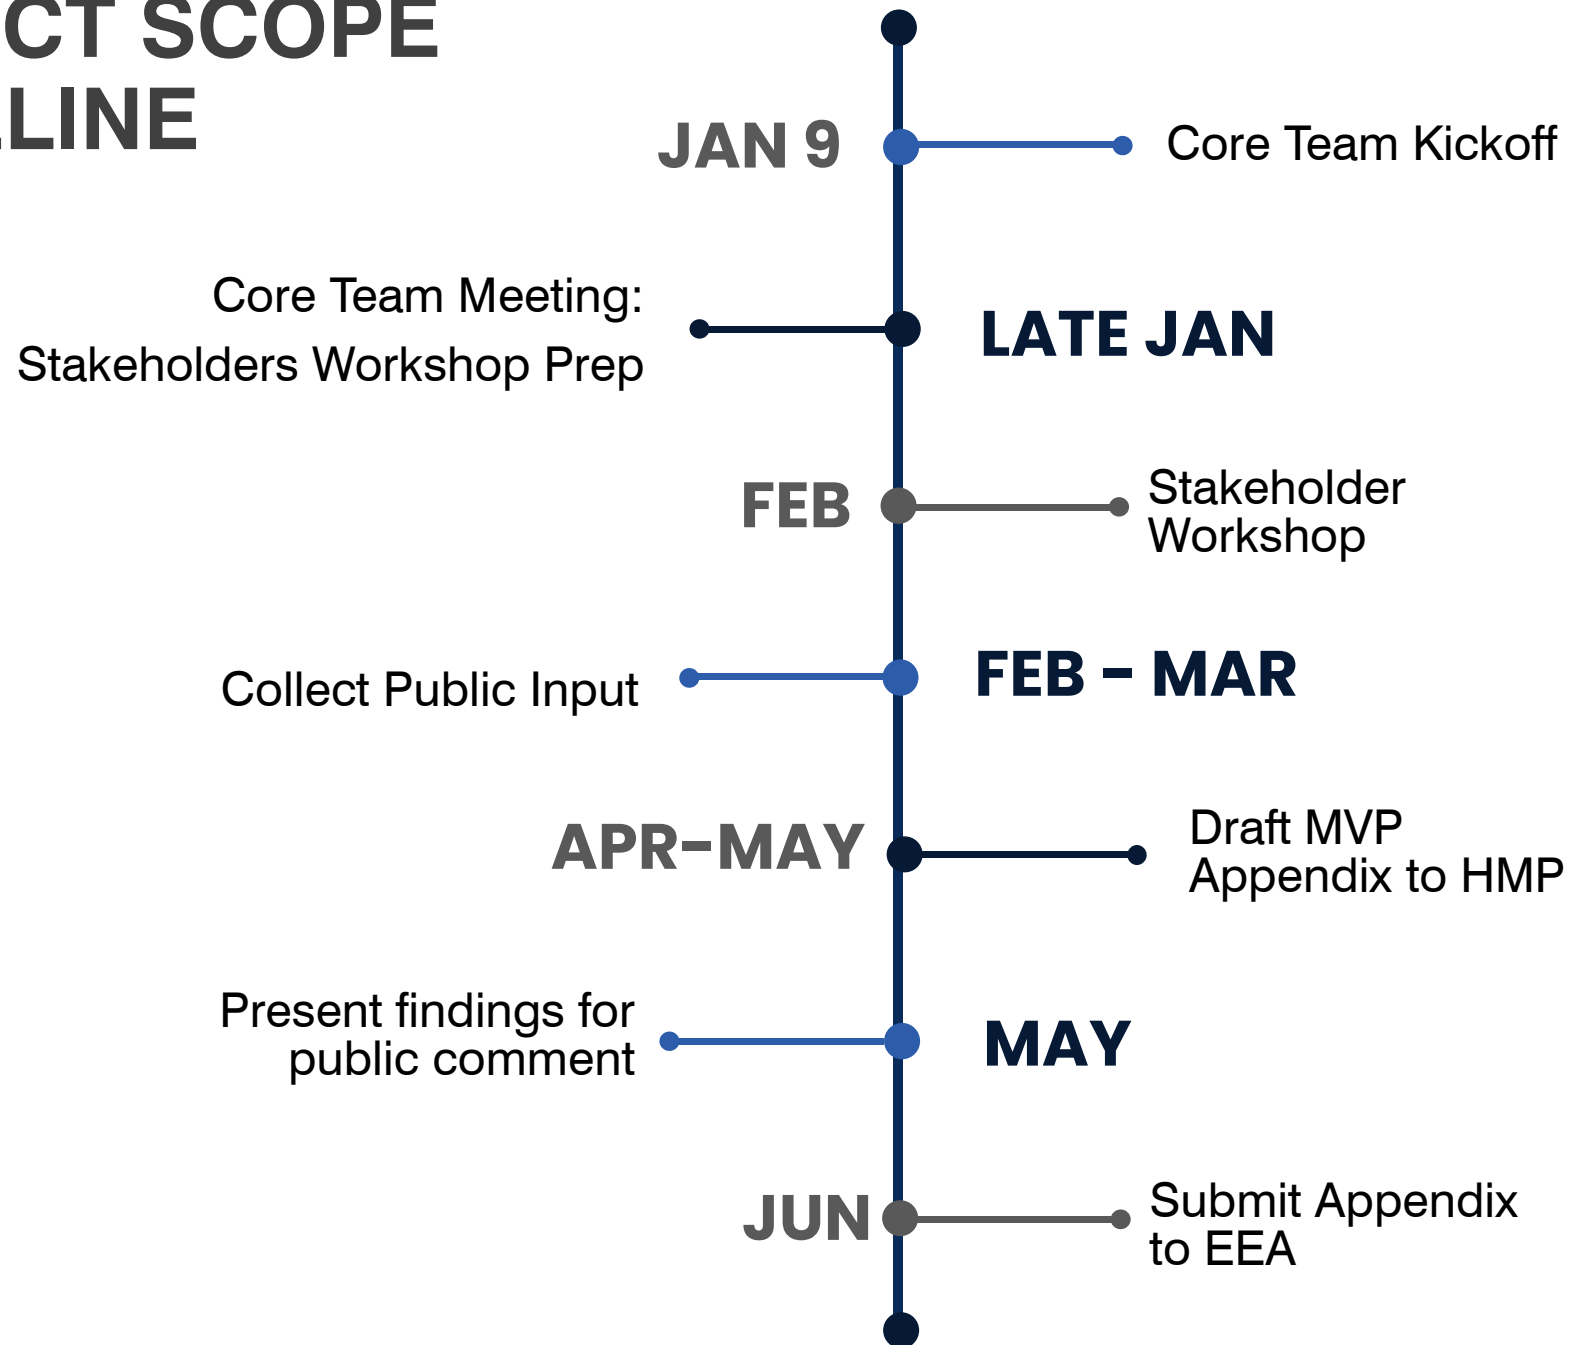 CT SCOPE
LINE
JAN 9
Core Team Kickoff
Core Team Meeting:
Stakeholders Workshop Prep
LATE JAN
FEB
Stakeholder
Workshop
Collect Public Input
FEB - MAR
APR-MAY
Draft MVP
Appendix to HMP
Present findings for
public comment
MAY
JUN
Submit Appendix
to EEA